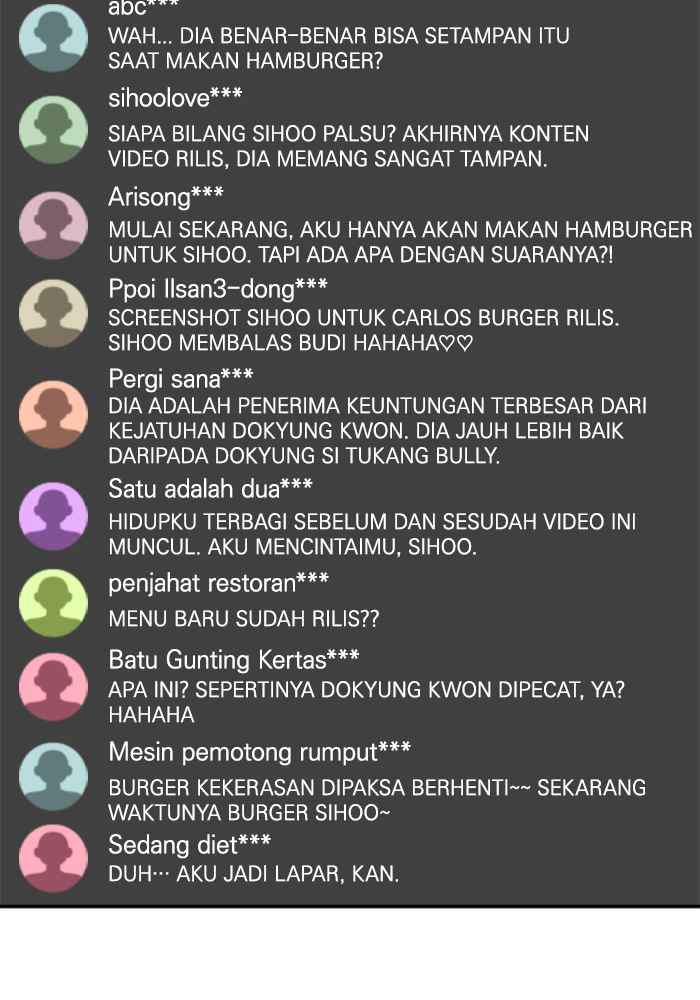 abc***
WAH... DIA BENAR-BENAR BISA SETAMPAN ITU
SAAT MAKAN HAMBURGER?
sihoolove***
SIAPA BILANG SIHOO PALSU? AKHIRNYA KONTEN
VIDEO RILIS, DIA MEMANG SANGAT TAMPAN.
Arisong***
MULAI SEKARANG, AKU HANYA AKAN MAKAN HAMBURGER
UNTUK SIHOO. TAPI ADA APA DENGAN SUARANYA?!
Ppoi Ilsan3-dong***
SCREENSHOT SIHOO UNTUK CARLOS BURGER RILIS.
SIHOO MEMBALAS BUDI HAHAHA♡♡
Pergi sana***
DIA ADALAH PENERIMA KEUNTUNGAN TERBESAR DARI
KEJATUHAN DOKYUNG KWON. DIA JAUH LEBIH BAIK
DARIPADA DOKYUNG SI TUKANG BULLY.
Satu adalah dua***
HIDUPKU TERBAGI SEBELUM DAN SESUDAH VIDEO INI
MUNCUL. AKU MENCINTAIMU, SIHOO.
penjahat restoran***
MENU BARU SUDAH RILIS??
Batu Gunting Kertas***
APA INI? SEPERTINYA DOKYUNG KWON DIPECAT, YA?
HAHAHA
Mesin pemotong rumput***
BURGER KEKERASAN DIPAKSA BERHENTI~~ SEKARANG
WAKTUNYA BURGER SIHOO~
Sedang diet***
DUH… AKU JADI LAPAR, KAN.